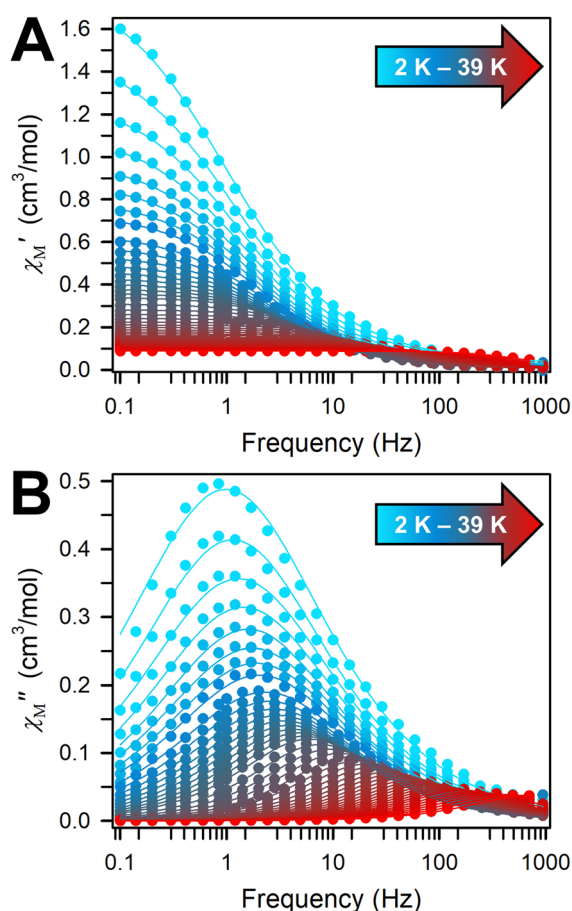 A
1.6
1.4
1.2
1.0
0.8
0.6
0.4
0.2
0.0
χM′ (cm³/mol)
2 K – 39 K
0.1 1 10 100 1000
Frequency (Hz)
B
0.5
0.4
0.3
0.2
0.1
0.0
χM″ (cm³/mol)
2 K – 39 K
0.1 1 10 100 1000
Frequency (Hz)